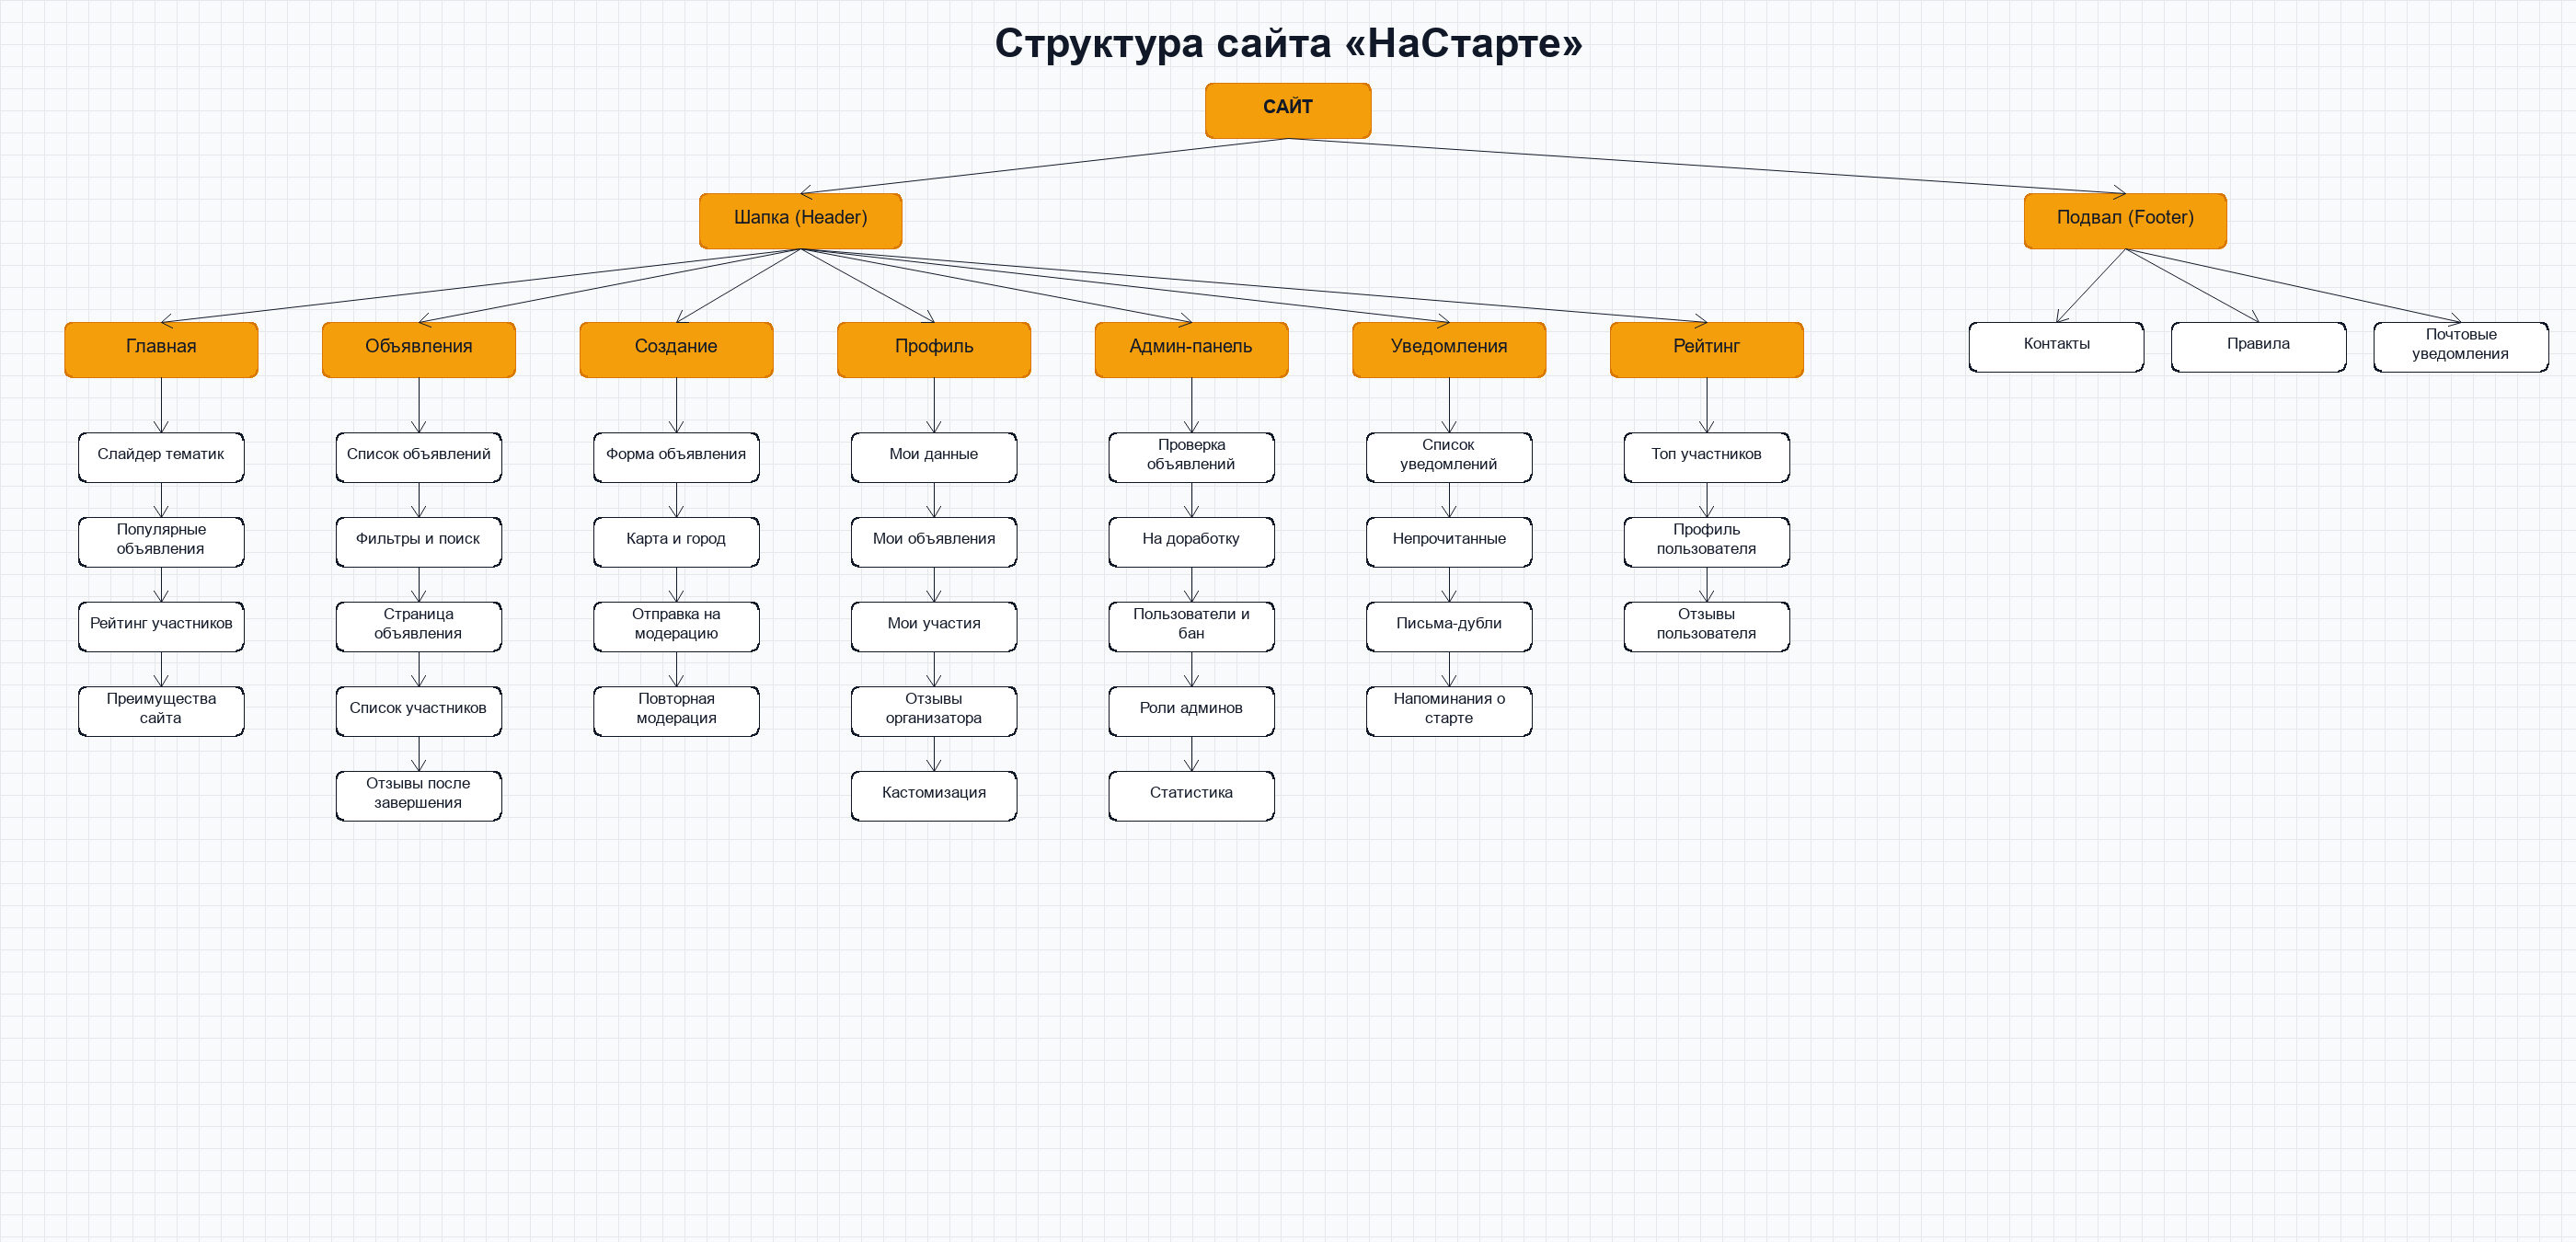 Структура сайта «НаСтарте»
САЙТ
Шапка (Header)
Подвал (Footer)
Главная
Объявления
Создание
Профиль
Админ-панель
Уведомления
Рейтинг
Контакты
Правила
Почтовые
уведомления
Слайдер тематик
Популярные
объявления
Рейтинг участников
Преимущества
сайта
Список объявлений
Фильтры и поиск
Страница
объявления
Список участников
Отзывы после
завершения
Форма объявления
Карта и город
Отправка на
модерацию
Повторная
модерация
Мои данные
Мои объявления
Мои участия
Отзывы
организатора
Кастомизация
Проверка
объявлений
На доработку
Пользователи и
бан
Роли админов
Статистика
Список
уведомлений
Непрочитанные
Письма-дубли
Напоминания о
старте
Топ участников
Профиль
пользователя
Отзывы
пользователя